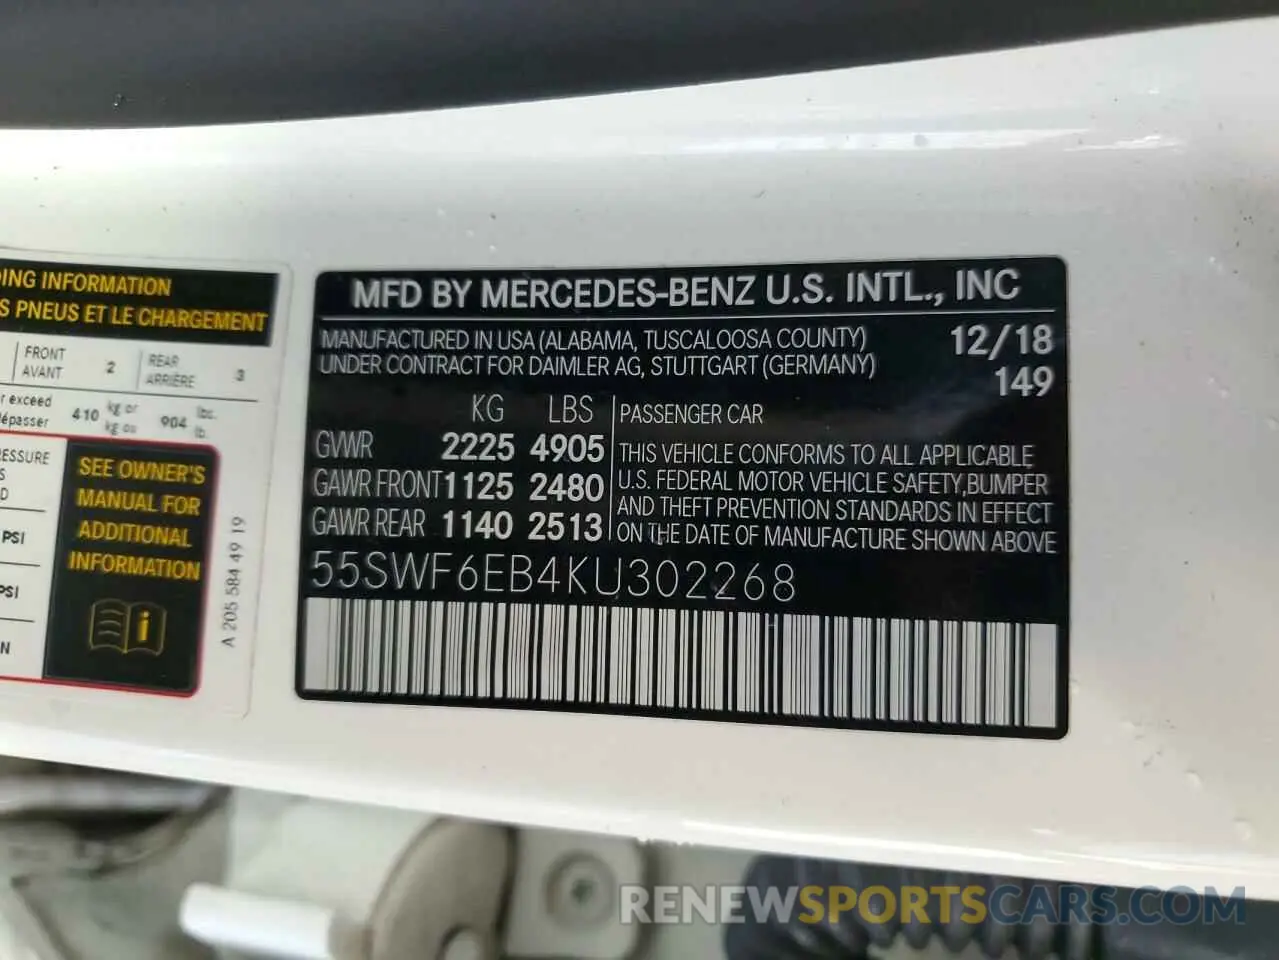 DING INFORMATION
S PNEUS ET LE CHARGEMENT
FRONT
AVANT
2
REAR
ARRIÈRE
3
r exceed
dépasser
410
kg or
kg ou
904
lbs.
lb.
ESSURE
S
D
PSI
PSI
N
SEE OWNER'S
MANUAL FOR
ADDITIONAL
INFORMATION
i
A 205 584 49 19
MFD BY MERCEDES-BENZ U.S. INTL., INC
MANUFACTURED IN USA (ALABAMA, TUSCALOOSA COUNTY)
UNDER CONTRACT FOR DAIMLER AG, STUTTGART (GERMANY)
12/18
149
KG LBS
GVWR 2225 4905
GAWR FRONT 1125 2480
GAWR REAR 1140 2513
PASSENGER CAR
THIS VEHICLE CONFORMS TO ALL APPLICABLE
U.S. FEDERAL MOTOR VEHICLE SAFETY,BUMPER
AND THEFT PREVENTION STANDARDS IN EFFECT
ON THE DATE OF MANUFACTURE SHOWN ABOVE
55SWF6EB4KU302268
RENEWSPORTSCARS.COM